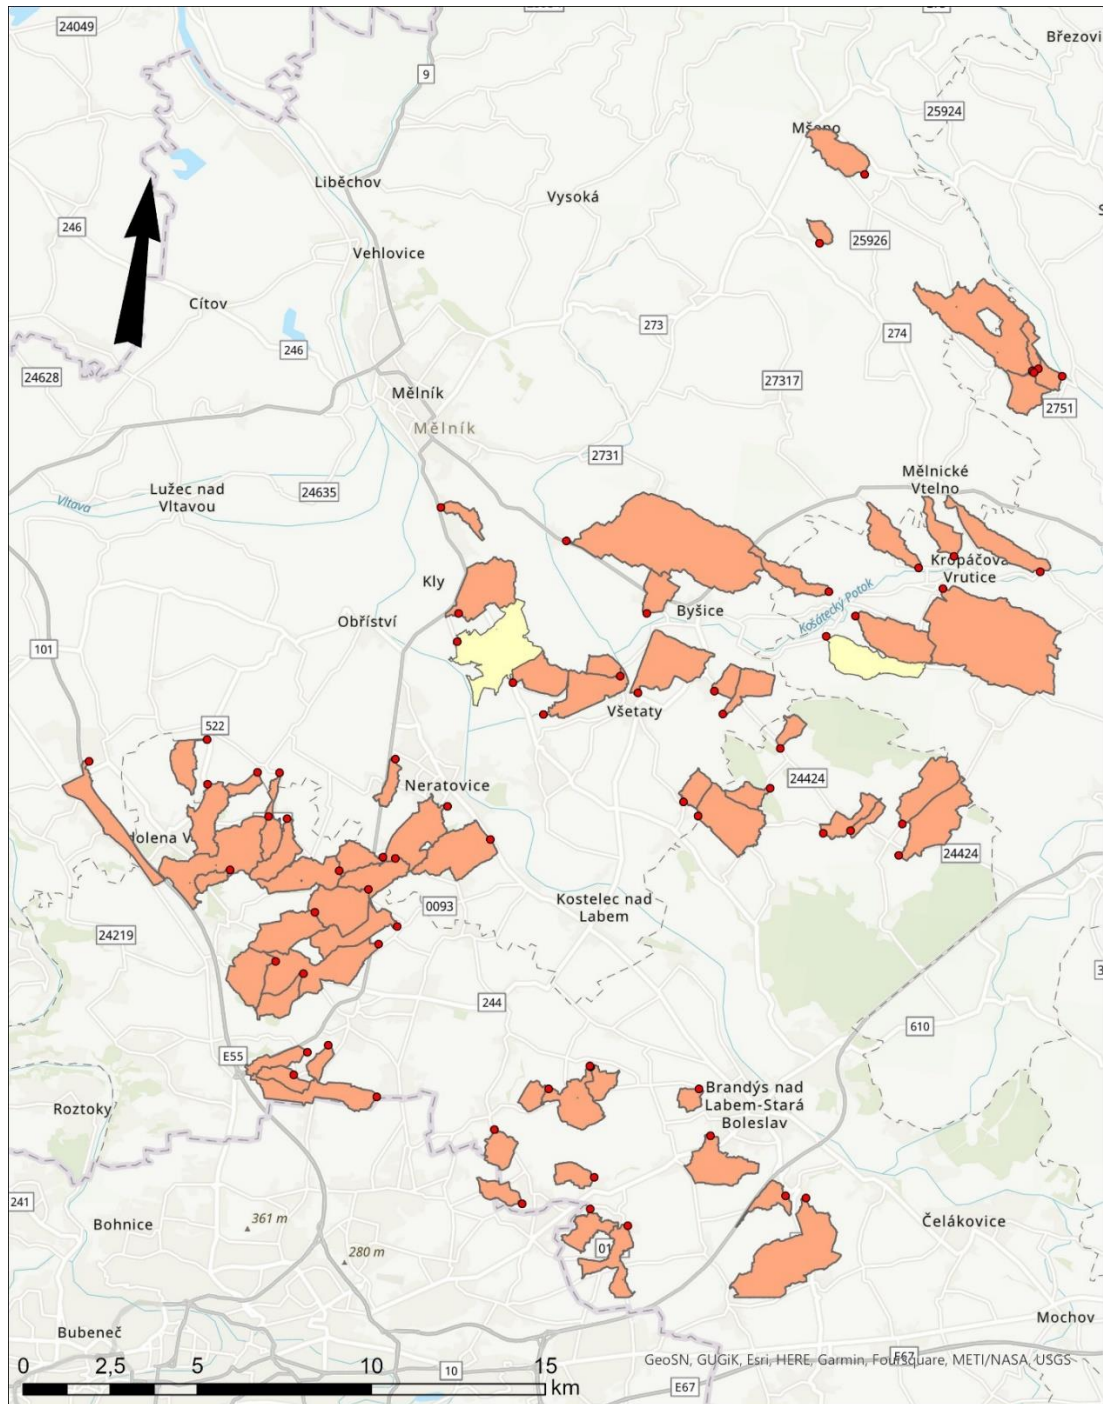 24049
Březovi
9
25924
Mšeno
Liběchov
Vysoká
246
25926
Vehlovice
Cítov
273
274
246
24628
27317
Mělník
2751
Mělník
2731
Mělnické
Vtelno
Lužec nad
Vltavou
24635
Vltava
Kropáčova
Vrutice
Kly
Byšice
Košátecký Potok
Obříství
101
Všetaty
522
Neratovice
24424
dolena V
24424
Kostelec nad
Labem
0093
24219
244
610
E55
Brandýs nad
Labem-Stará
Boleslav
Roztoky
241
Bohnice
361 m
Čelákovice
01
280 m
Mochov
Bubeneč
0
2,5
5
10
15
km
10
E67
E67
GeoSN, GUGiK, Esri, HERE, Garmin, Foursquare, METI/NASA, USGS